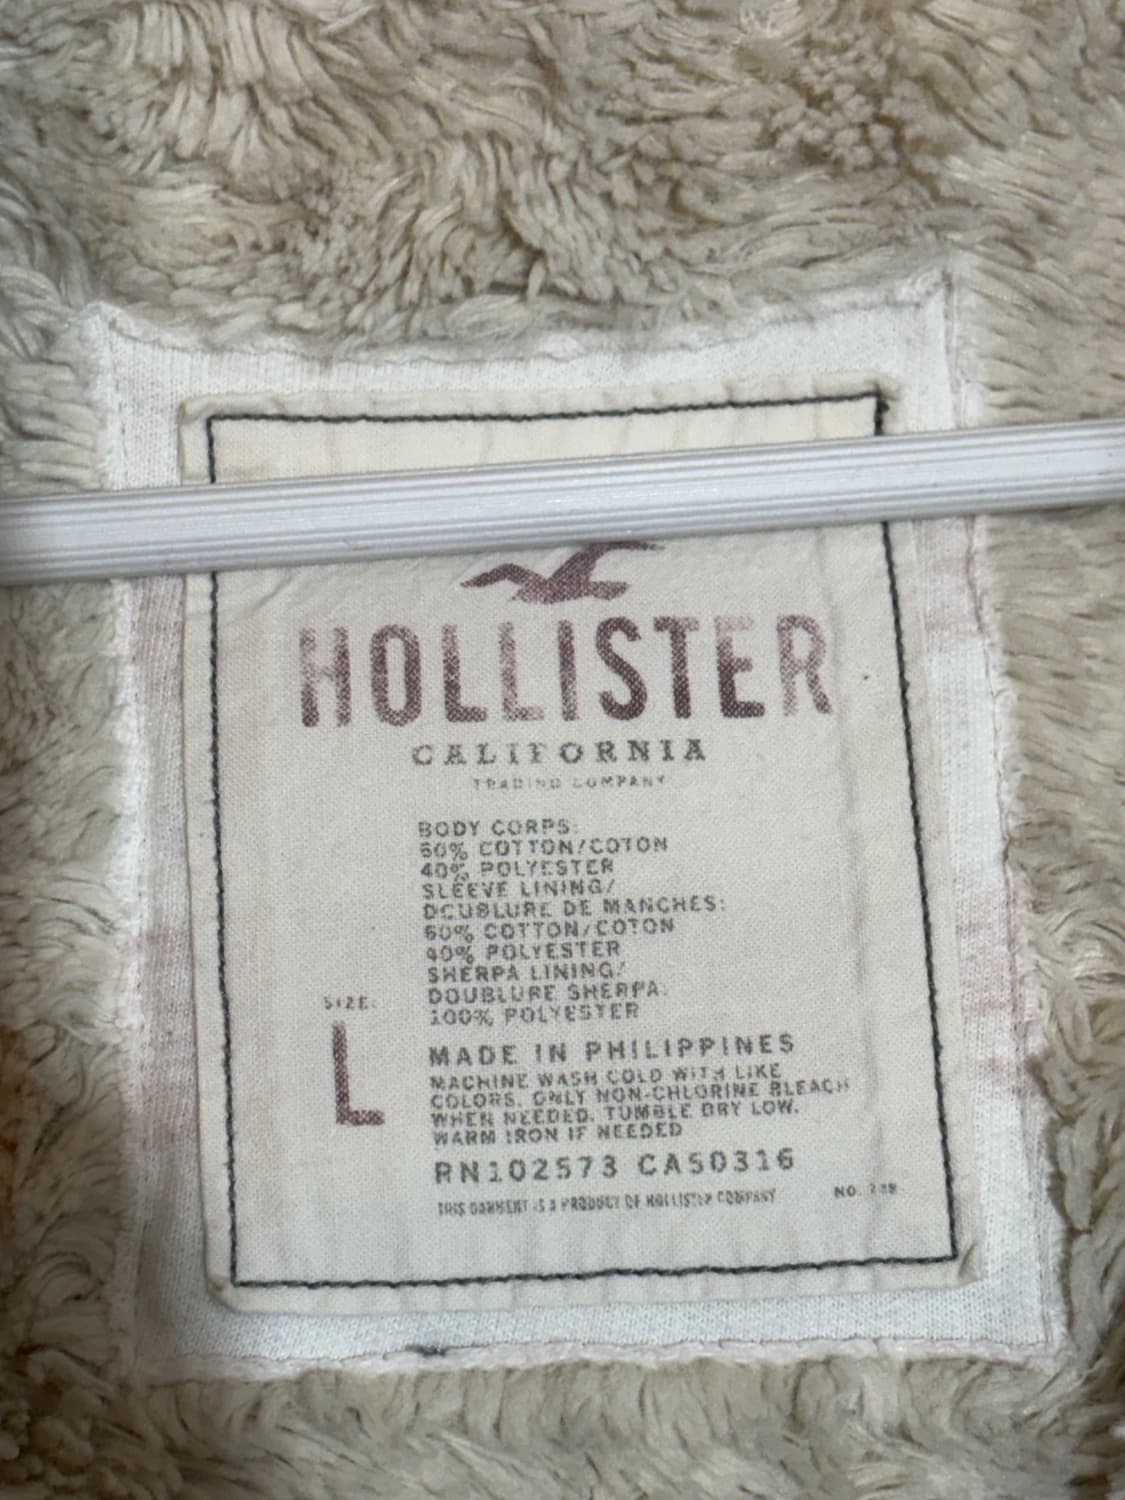 HOLLISTER
CALIFORNIA
TRADING COMPANY
BODY CORPS:
60% COTTON/COTON
40% POLYESTER
SLEEVE LINING/
DOUBLURE DE MANCHES:
60% COTTON/COTON
40% POLYESTER
SHERPA LINING/
DOUBLURE SHERPA:
100% POLYESTER
SIZE:
L
MADE IN PHILIPPINES
MACHINE WASH COLD WITH LIKE
COLORS. ONLY NON-CHLORINE BLEACH
WHEN NEEDED. TUMBLE DRY LOW.
WARM IRON IF NEEDED
RN102573 CA50316
THIS GARMENT IS A PRODUCT OF HOLLISTER COMPANY
NO.